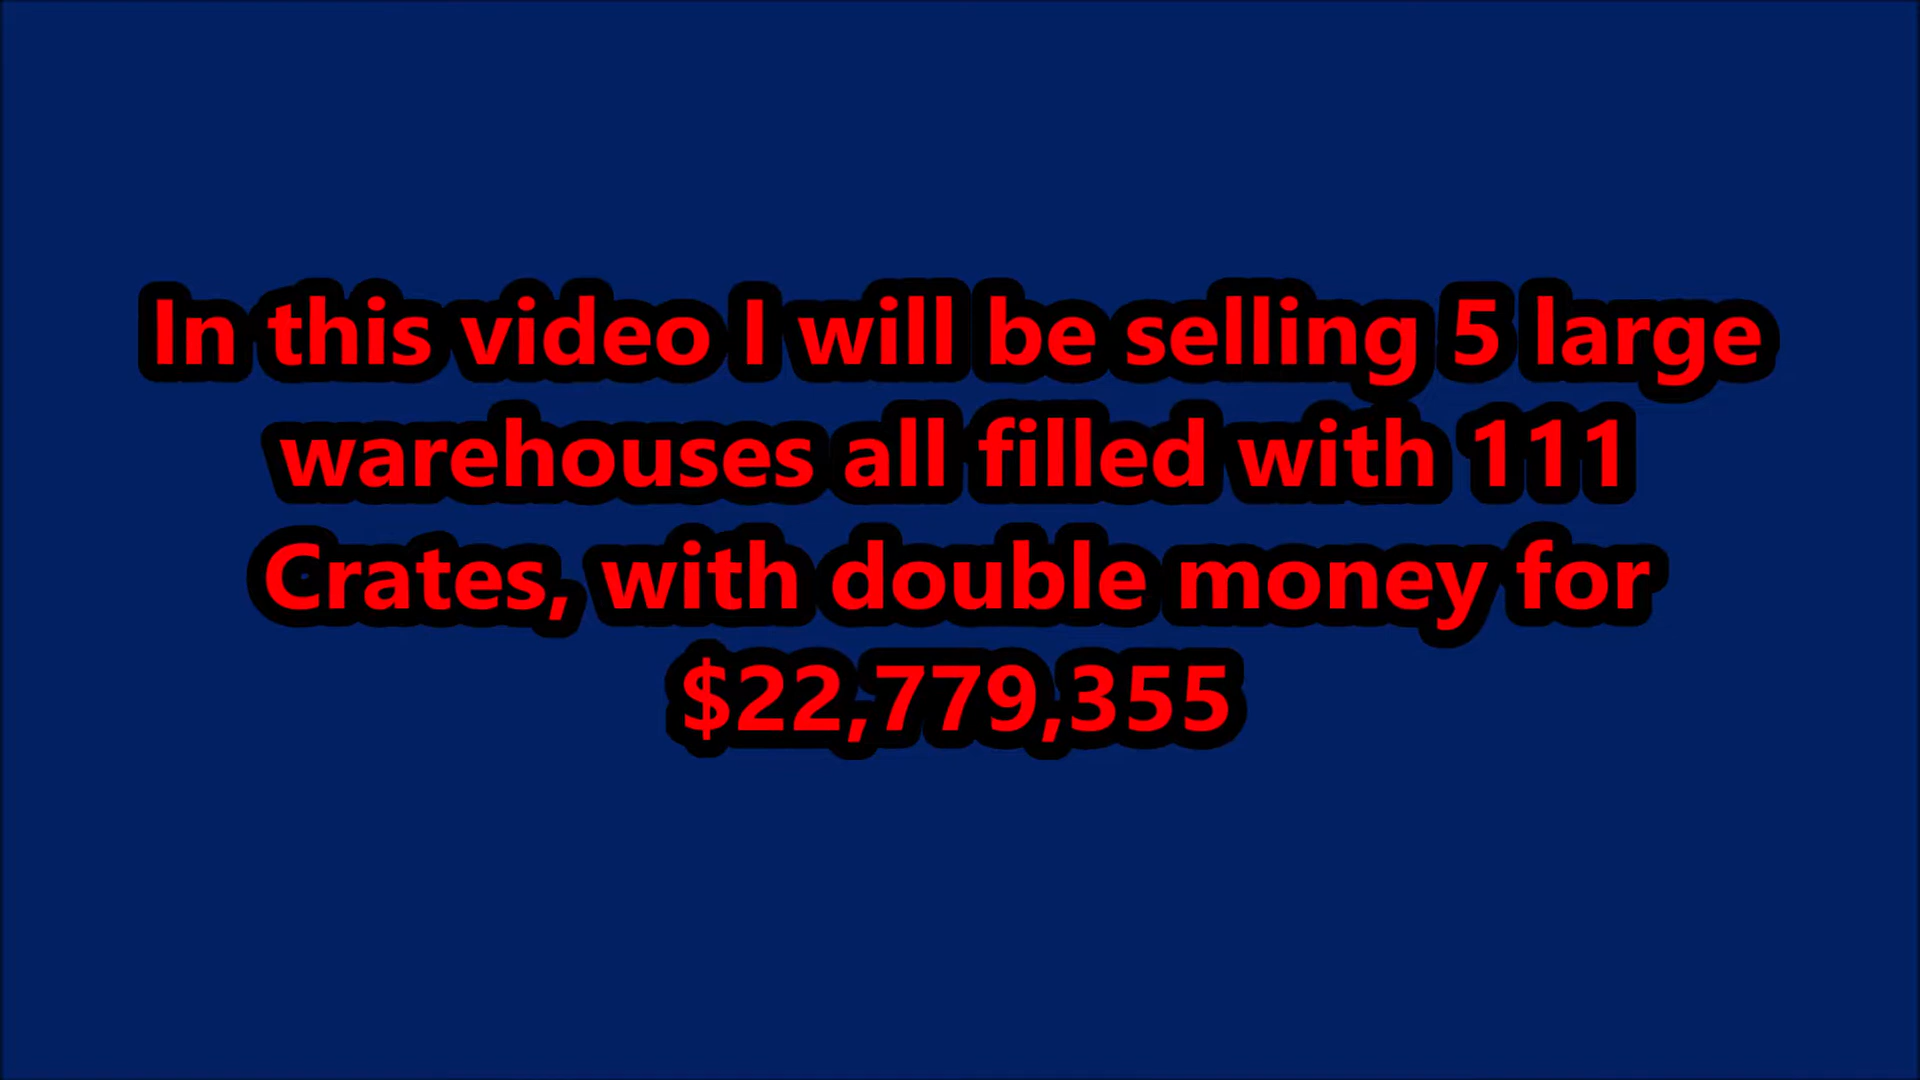 In this video I will be selling 5 large
warehouses all filled with 111
Crates, with double money for
$22,779,355